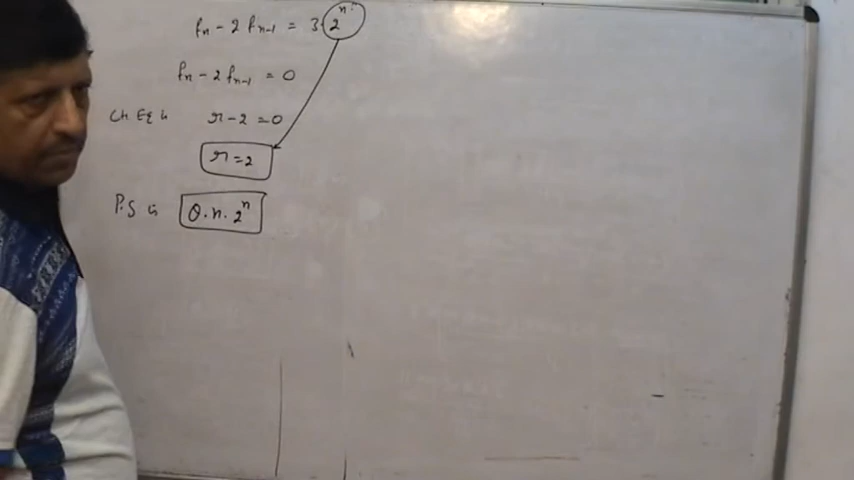 fn - 2 fn-1 = 3·2^n
fn - 2 fn-1 = 0
Ch Eq is r - 2 = 0
r = 2
P.S is θ.n.2^n